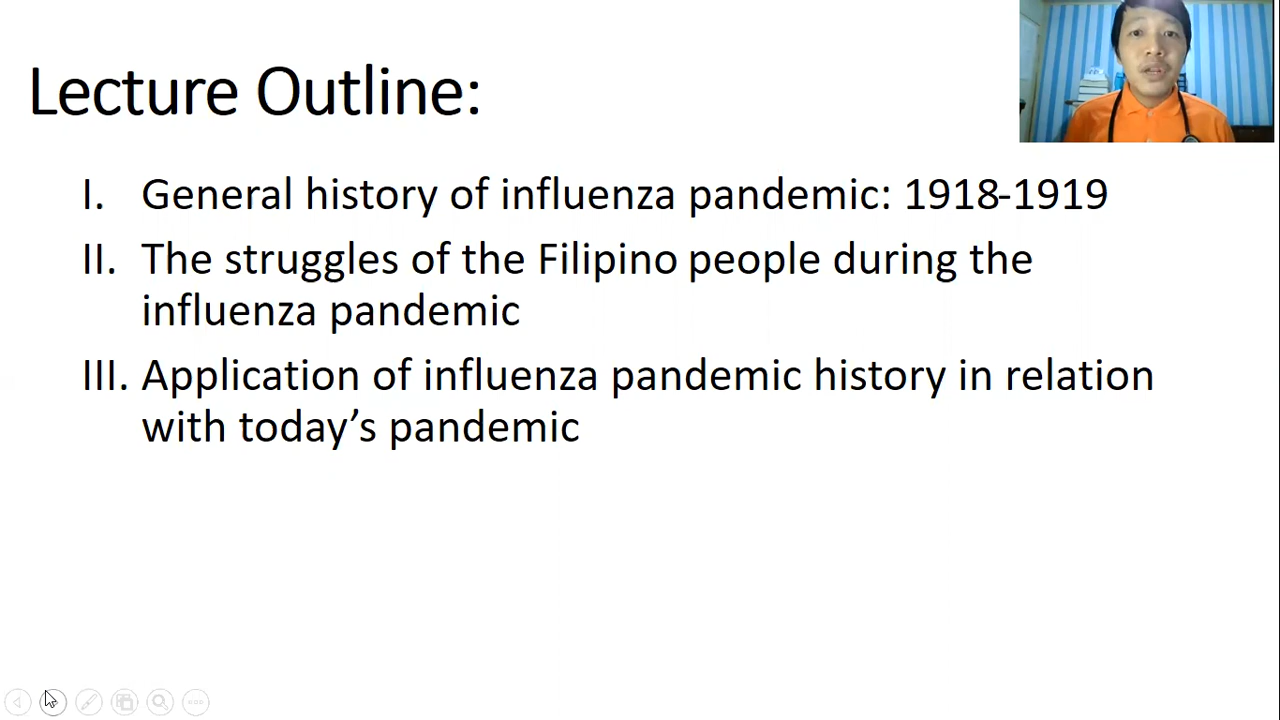 Lecture Outline:
I. General history of influenza pandemic: 1918-1919
II. The struggles of the Filipino people during the
influenza pandemic
III. Application of influenza pandemic history in relation
with today’s pandemic